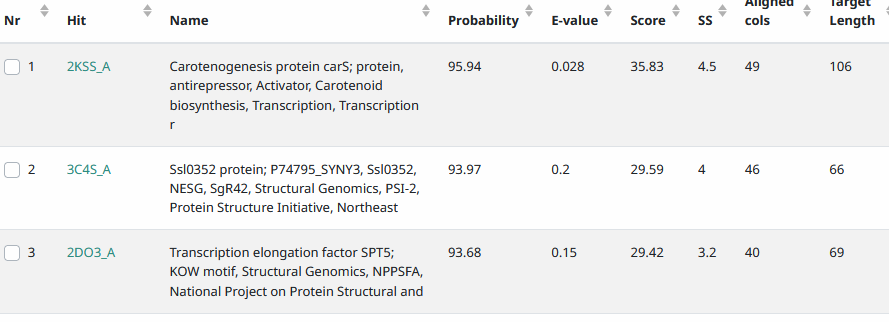 Nr Hit Name Probability E-value Score SS Aligned cols Target Length
1 2KSS_A Carotenogenesis protein carS; protein, 95.94 0.028 35.83 4.5 49 106
antirepressor, Activator, Carotenoid
biosynthesis, Transcription, Transcription
r
2 3C4S_A Ssl0352 protein; P74795_SYNY3, Ssl0352, 93.97 0.2 29.59 4 46 66
NESG, SgR42, Structural Genomics, PSI-2,
Protein Structure Initiative, Northeast
3 2DO3_A Transcription elongation factor SPT5; 93.68 0.15 29.42 3.2 40 69
KOW motif, Structural Genomics, NPPSFA,
National Project on Protein Structural and